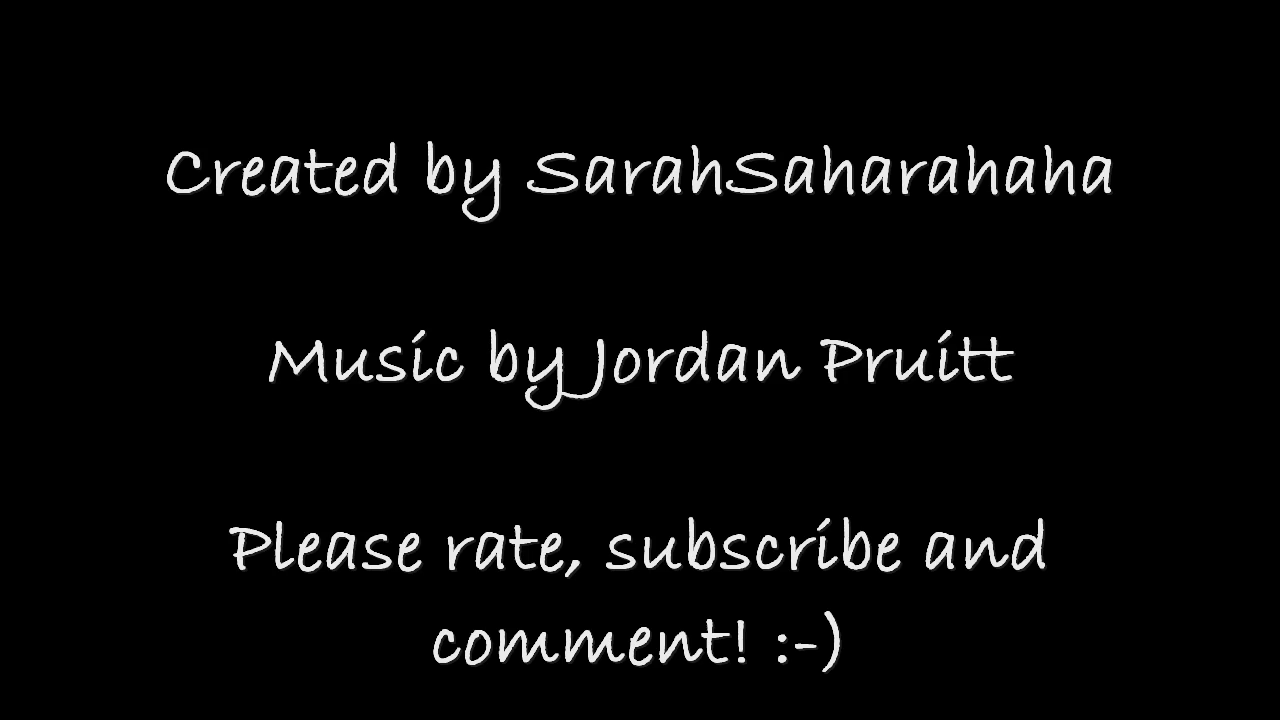 Created by SarahSaharahaha
Music by Jordan Pruitt
Please rate, subscribe and
comment! :-)